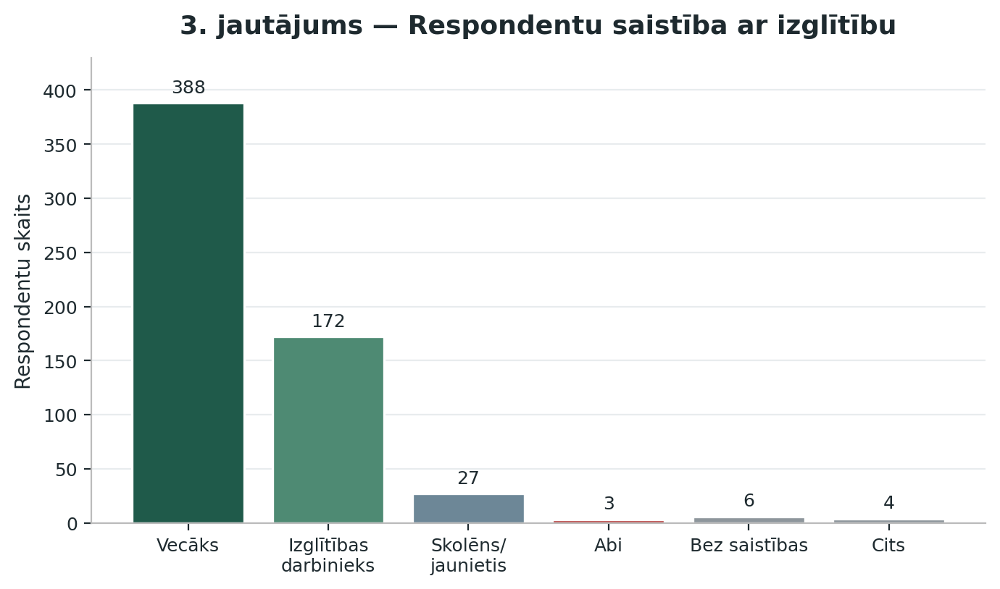 3. jautājums — Respondentu saistība ar izglītību
Respondentu skaits
400
350
300
250
200
150
100
50
0
388
172
27
3
6
4
Vecāks
Izglītības
darbinieks
Skolēns/
jaunietis
Abi
Bez saistības
Cits